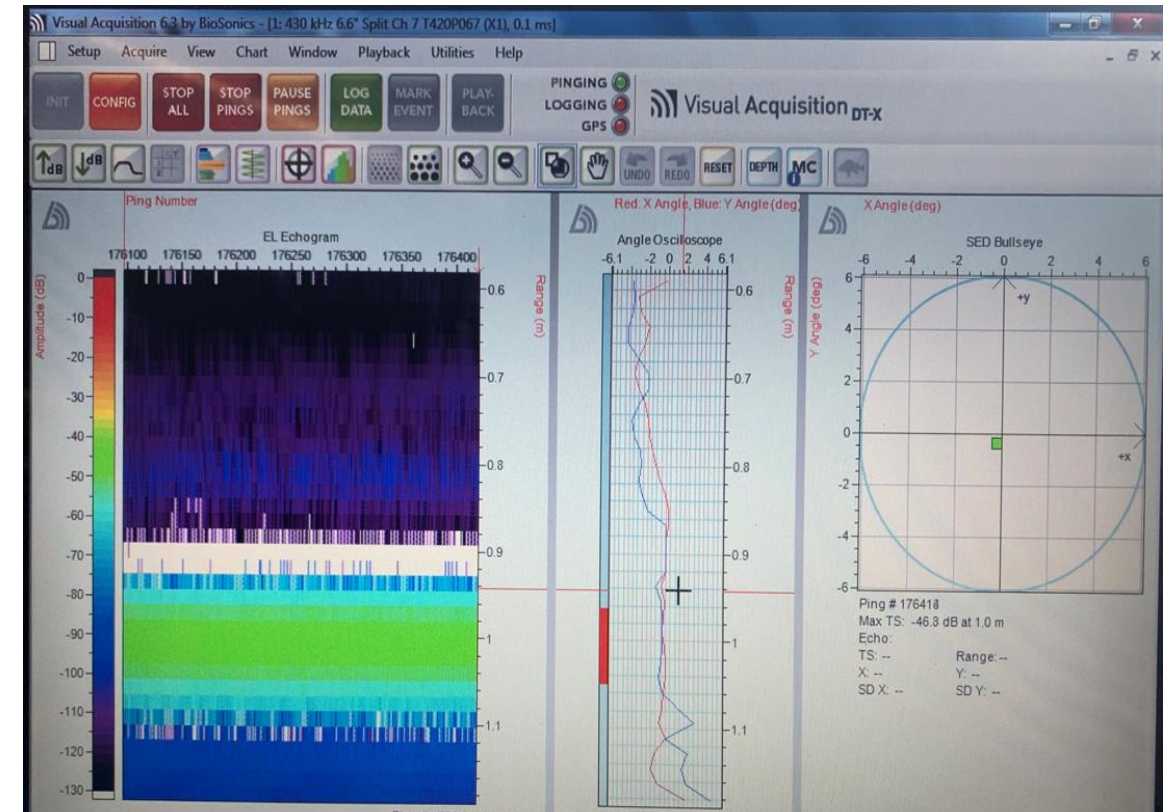 Visual Acquisition 6.3 by BioSonics - [1: 430 kHz 6.6° Split Ch 7 T420P067 (X1), 0.1 ms]
Setup Acquire View Chart Window Playback Utilities Help
INIT CONFIG STOP ALL STOP PINGS PAUSE PINGS LOG DATA MARK EVENT PLAY-BACK
PINGING
LOGGING
GPS
Visual Acquisition DT-X
dB dB UNDO REDO RESET DEPTH MC
Ping Number
EL Echogram
176100 176150 176200 176250 176300 176350 176400
Amplitude (dB)
0
-10
-20
-30
-40
-50
-60
-70
-80
-90
-100
-110
-120
-130
Range (m)
0.6
0.7
0.8
0.9
1
1.1
Red: X Angle, Blue: Y Angle (deg)
Angle Oscilloscope
-6.1 -2 0 2 4 6.1
Range (m)
0.6
0.7
0.8
0.9
1
1.1
X Angle (deg)
SED Bullseye
-6 -4 -2 0 2 4 6
Y Angle (deg)
6
4
2
0
-2
-4
-6
+y
+x
Ping # 176418
Max TS: -46.8 dB at 1.0 m
Echo:
TS: -- Range: --
X: -- Y: --
SD X: -- SD Y: --